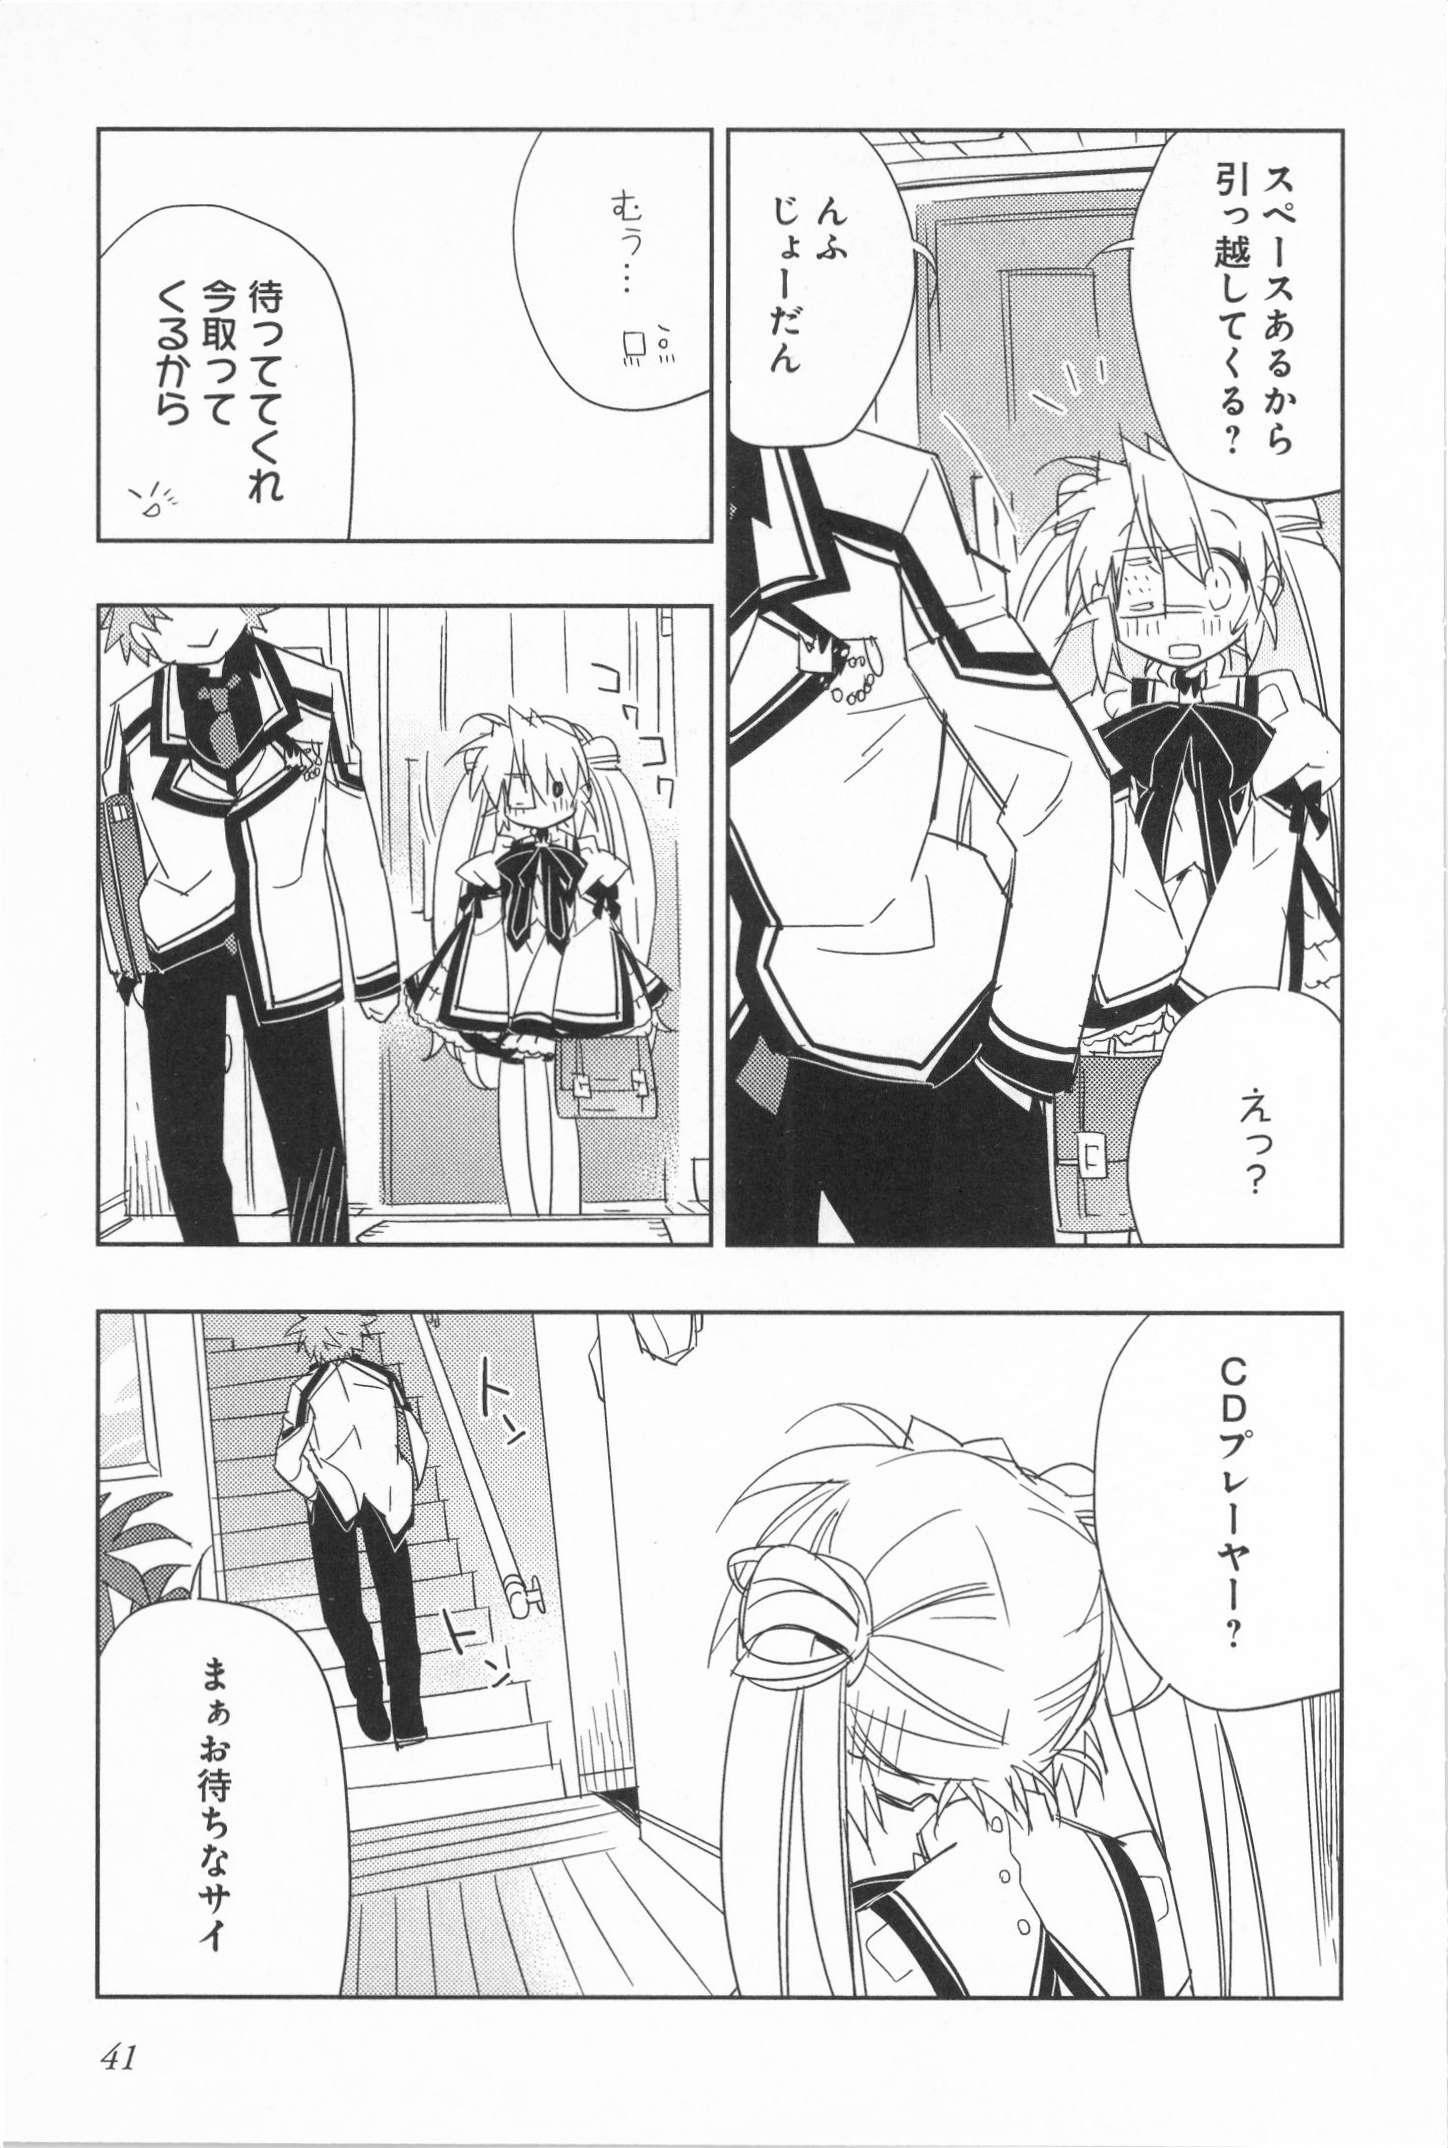 スペースあるから
引っ越してくる？
えっ？
んふ
じょーだん
むう…
待っててくれ
今取って
くるから
コク
コク
CDプレーヤー？
トン
トン
まぁお待ちなサイ
41